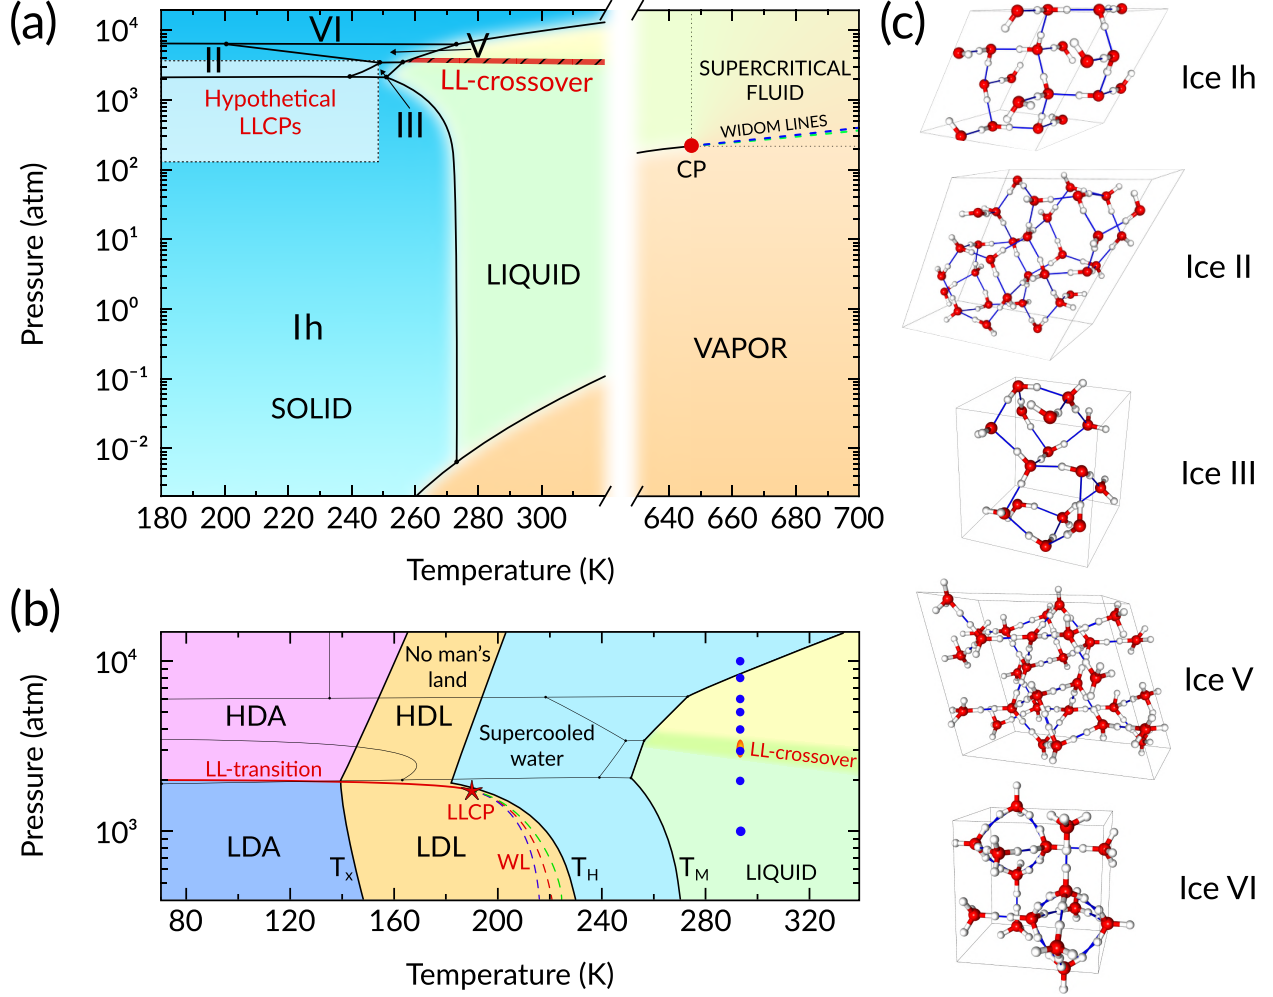 (a)
10⁴
10³
10²
10¹
10⁰
10⁻¹
10⁻²
Pressure (atm)
VI
II
V
III
Hypothetical
LLCPs
LL-crossover
Ih
SOLID
LIQUID
SUPERCRITICAL
FLUID
WIDOM LINES
CP
VAPOR
180 200 220 240 260 280 300 640 660 680 700
Temperature (K)
(b)
10⁴
10³
Pressure (atm)
No man's
land
HDA
HDL
Supercooled
water
LL-transition
LL-crossover
LLCP
LDA
LDL
WL
Tₓ
T_H
T_M
LIQUID
80 120 160 200 240 280 320
Temperature (K)
(c)
Ice Ih
Ice II
Ice III
Ice V
Ice VI